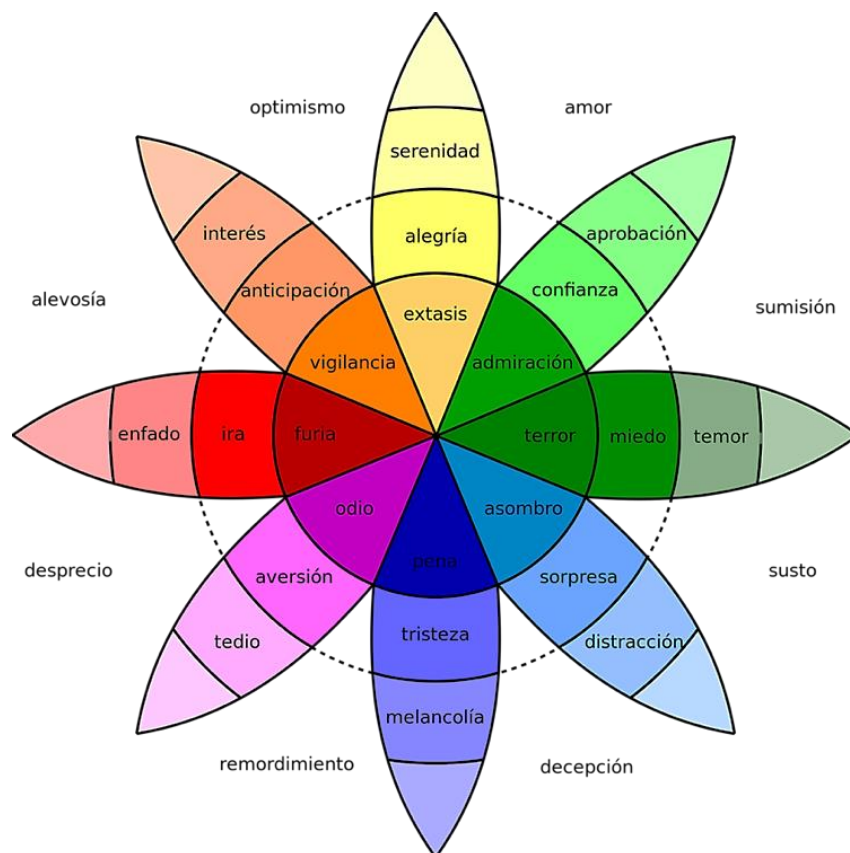 optimismo
amor
serenidad
interés
aprobación
alegría
anticipación
confianza
alevosía
sumisión
extasis
vigilancia
admiración
enfado
ira
furia
terror
miedo
temor
odio
asombro
pena
desprecio
aversión
sorpresa
susto
tedio
tristeza
distracción
melancolía
remordimiento
decepción